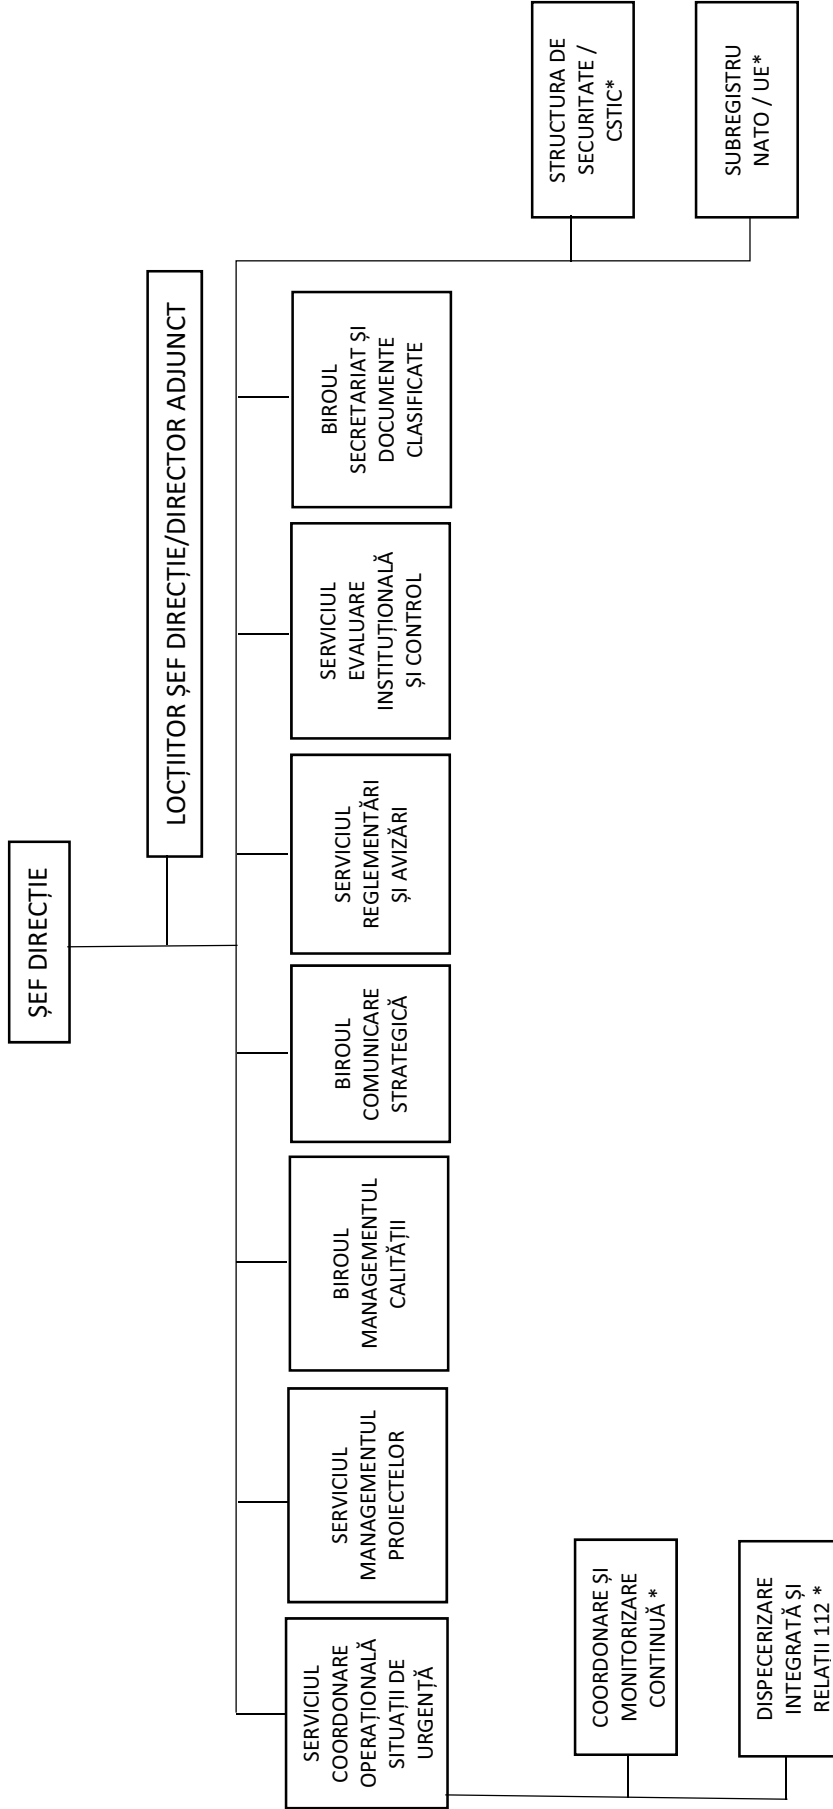 ȘEF DIRECȚIE
LOCȚIITOR ȘEF DIRECȚIE/DIRECTOR ADJUNCT
SERVICIUL
COORDONARE
OPERAȚIONALĂ
SITUAȚII DE
URGENȚĂ
SERVICIUL
MANAGEMENTUL
PROIECTELOR
BIROUL
MANAGEMENTUL
CALITĂȚII
BIROUL
COMUNICARE
STRATEGICĂ
SERVICIUL
REGLEMENTĂRI
ȘI AVIZĂRI
SERVICIUL
EVALUARE
INSTITUȚIONALĂ
ȘI CONTROL
BIROUL
SECRETARIAT ȘI
DOCUMENTE
CLASIFICATE
STRUCTURA DE
SECURITATE /
CSTIC*
SUBREGISTRU
NATO / UE*
COORDONARE ȘI
MONITORIZARE
CONTINUĂ *
DISPECERIZARE
INTEGRATĂ ȘI
RELAȚII 112 *